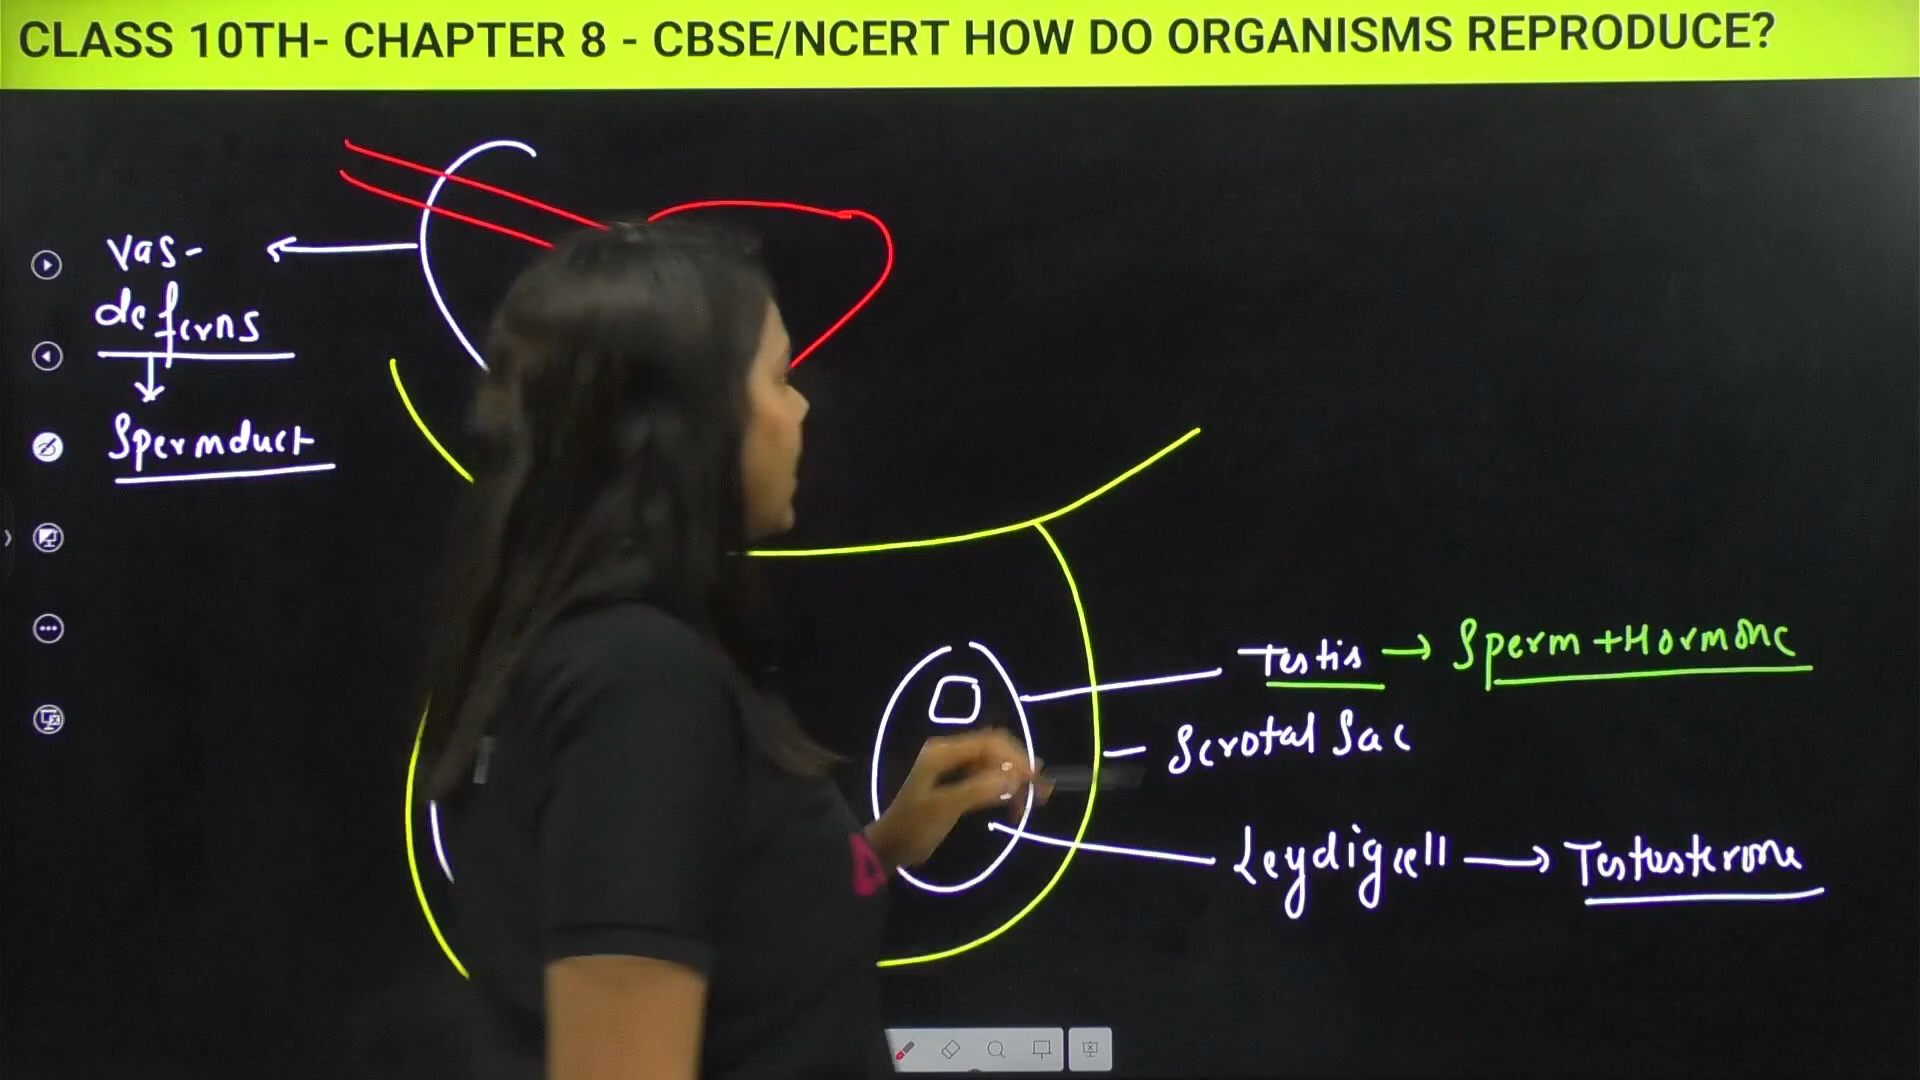 CLASS 10TH- CHAPTER 8 - CBSE/NCERT HOW DO ORGANISMS REPRODUCE?
Vas-
deferns
Spermduct
Testis → Sperm + Hormone
Scrotal Sac
Leydig cell → Testosterone